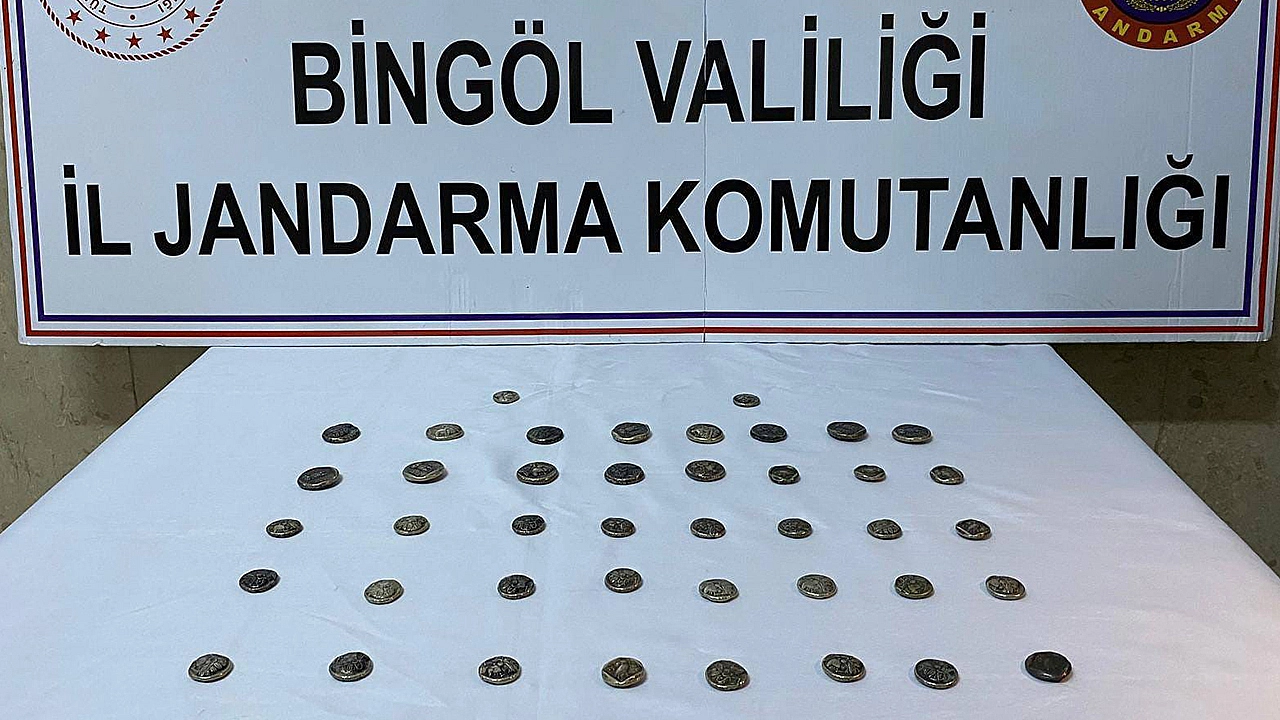 BİNGÖL VALİLİĞİ
İL JANDARMA KOMUTANLIĞI